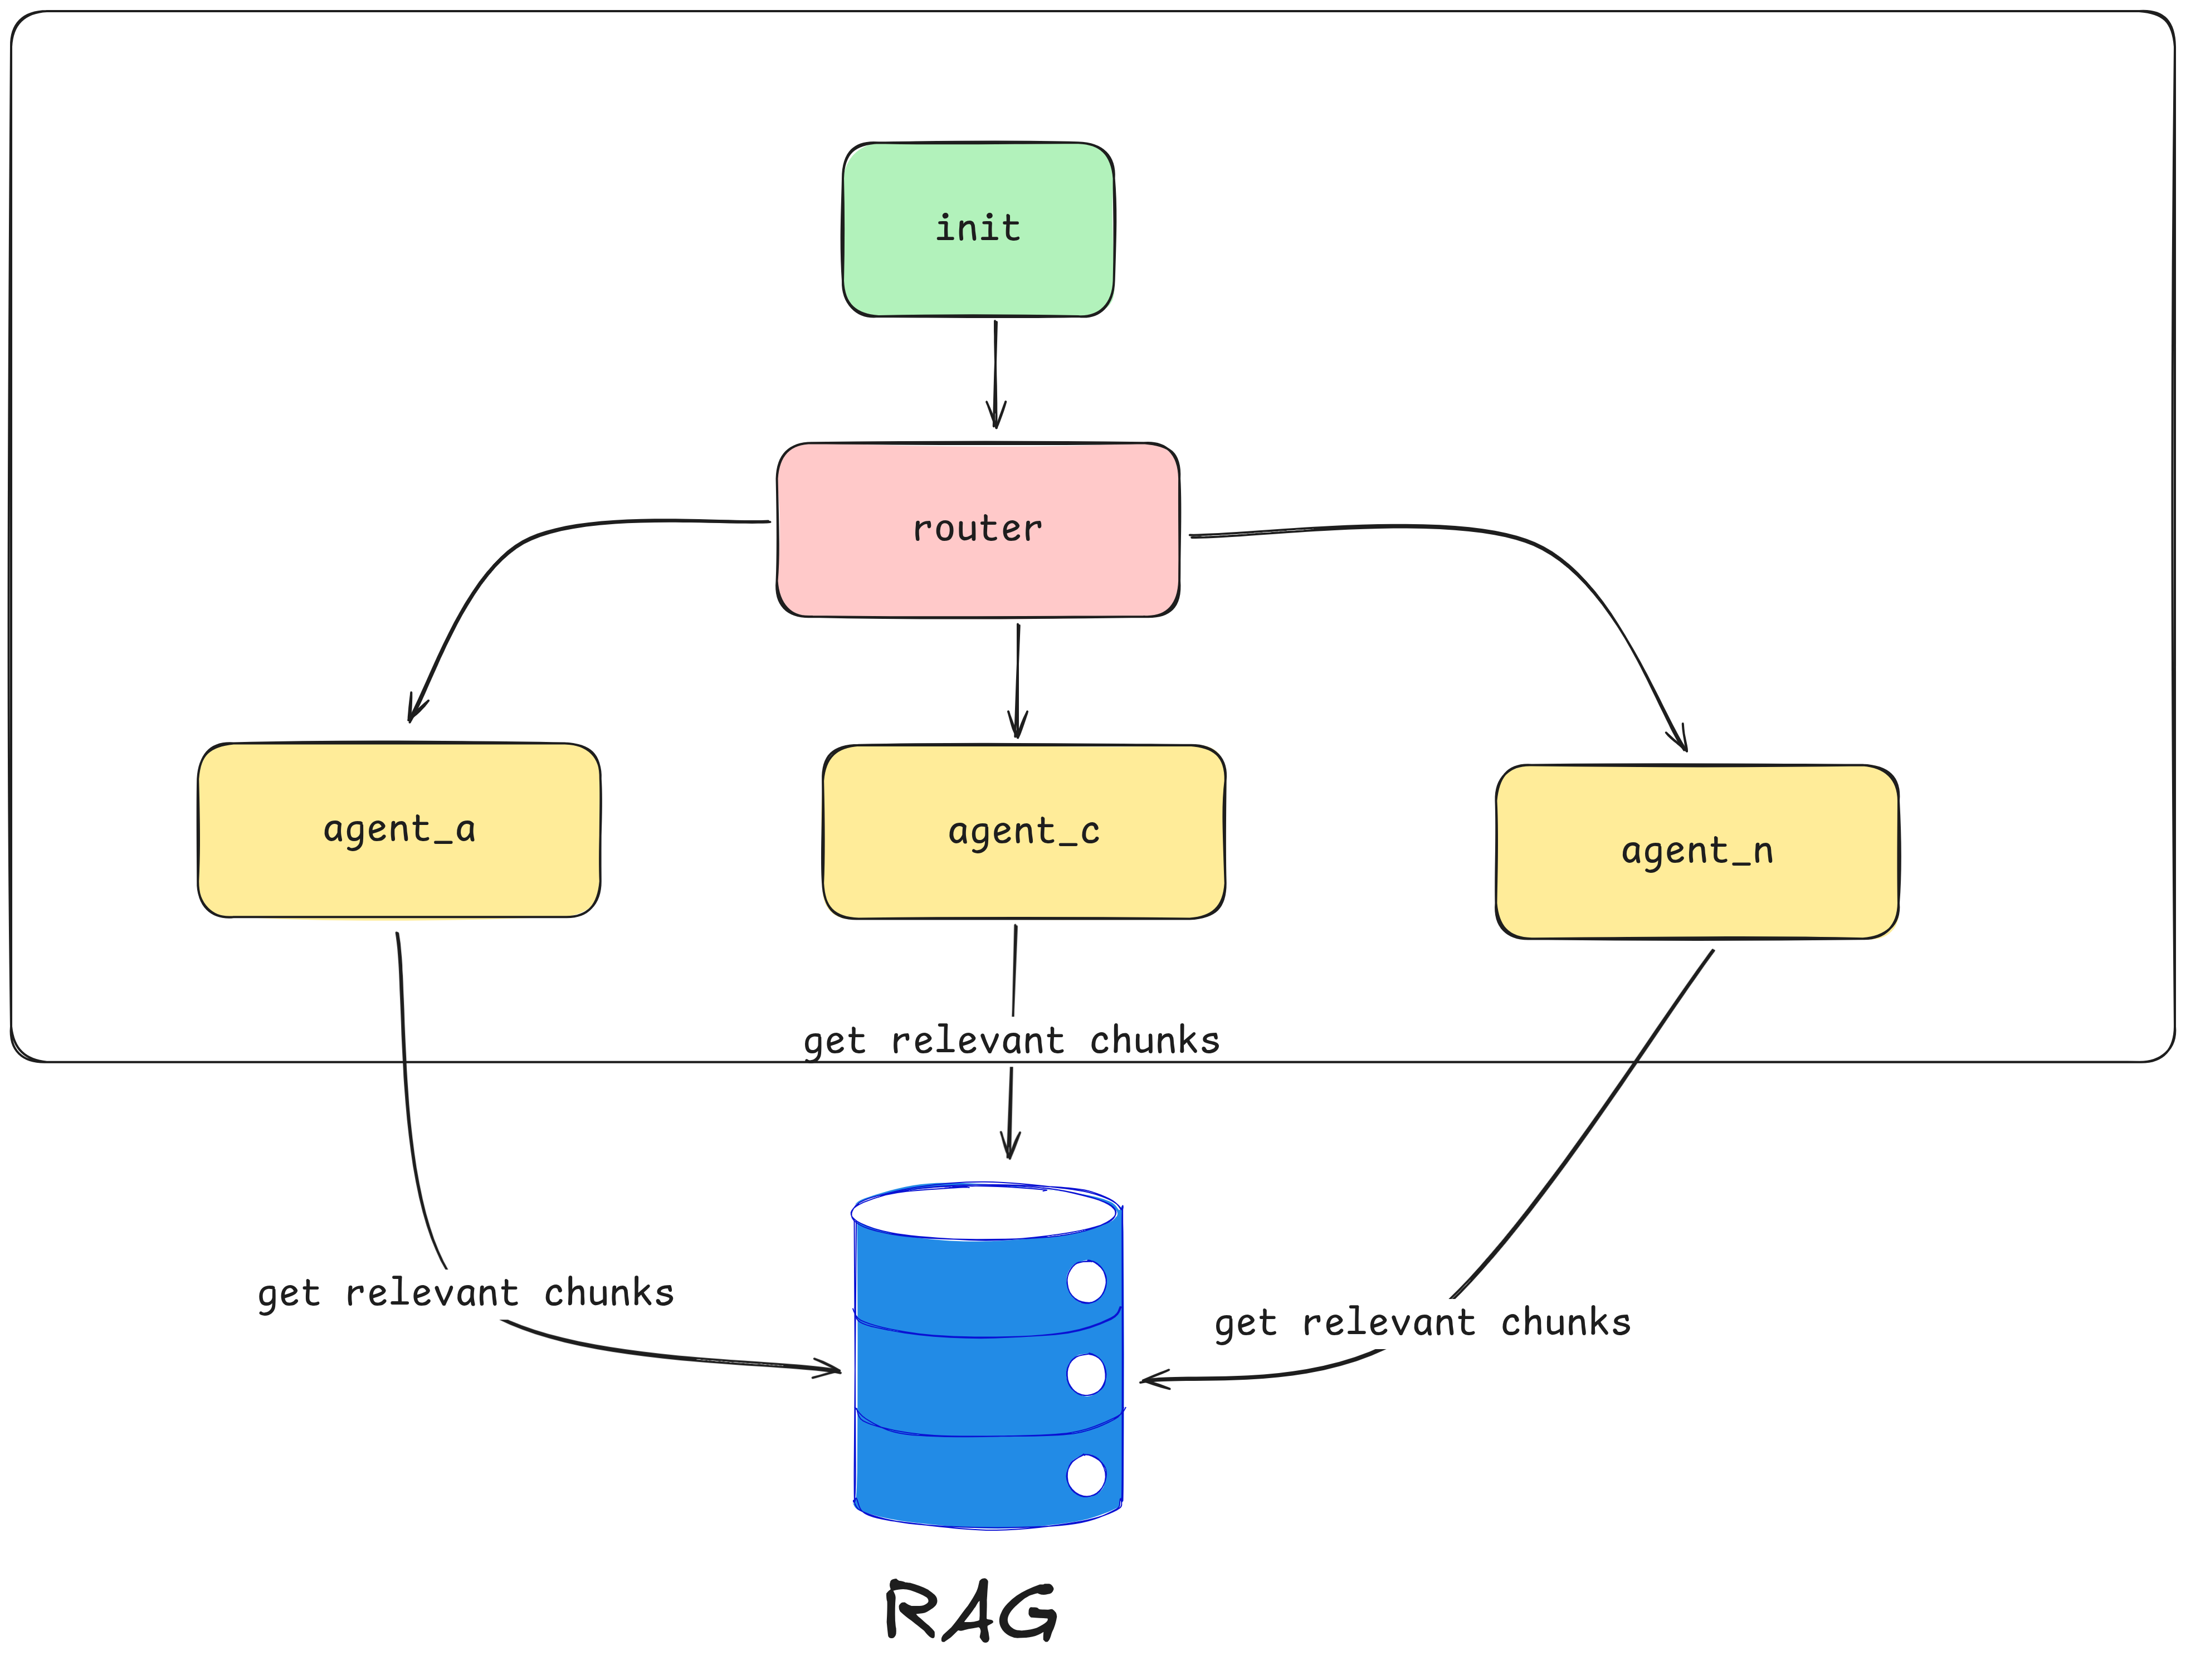 init
router
agent_a
agent_c
agent_n
get relevant chunks
get relevant chunks
get relevant chunks
RAG